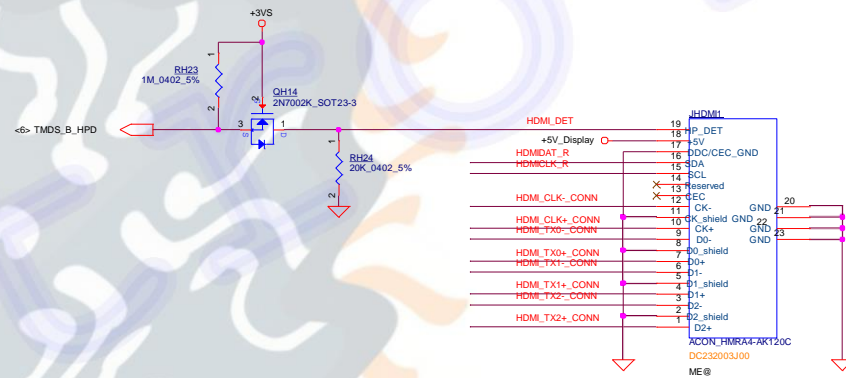 +3VS
RH23
1M_0402_5%
1
2
QH14
2N7002K_SOT23-3
2
G
<6> TMDS_B_HPD
3
S
1
D
1
RH24
20K_0402_5%
2
JHDMI1
HDMI_DET
19
HP_DET
+5V_Display
18
+5V
17
DDC/CEC_GND
HDMIDAT_R
16
SDA
HDMICLK_R
15
SCL
14
Reserved
13
CEC
HDMI_CLK-_CONN
12
CK-
GND
20
11
CK_shield
GND
21
HDMI_CLK+_CONN
10
CK+
GND
22
HDMI_TX0-_CONN
9
D0-
GND
23
8
D0_shield
HDMI_TX0+_CONN
7
D0+
HDMI_TX1-_CONN
6
D1-
5
D1_shield
HDMI_TX1+_CONN
4
D1+
HDMI_TX2-_CONN
3
D2-
2
D2_shield
HDMI_TX2+_CONN
1
D2+
ACON_HMRA4-AK120C
DC232003J00
ME@